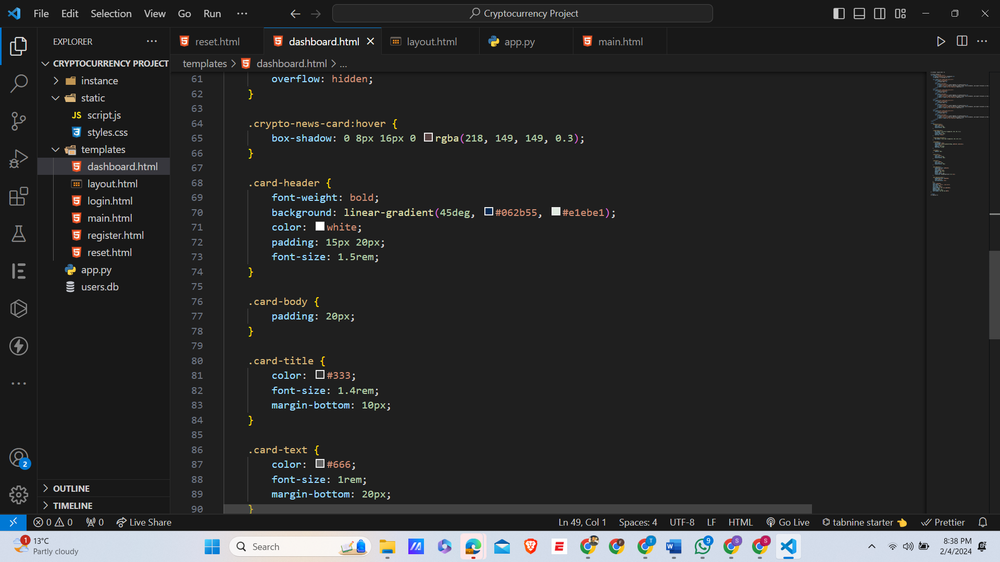 File Edit Selection View Go Run ···
Cryptocurrency Project
EXPLORER
reset.html
dashboard.html
layout.html
app.py
main.html
CRYPTOCURRENCY PROJECT
instance
static
JS script.js
styles.css
templates
dashboard.html
layout.html
login.html
main.html
register.html
reset.html
app.py
users.db
OUTLINE
TIMELINE
2
templates > dashboard.html > ...
61 overflow: hidden;
62 }
63
64 .crypto-news-card:hover {
65 box-shadow: 0 8px 16px 0 rgba(218, 149, 149, 0.3);
66 }
67
68 .card-header {
69 font-weight: bold;
70 background: linear-gradient(45deg, #062b55, #e1ebe1);
71 color: white;
72 padding: 15px 20px;
73 font-size: 1.5rem;
74 }
75
76 .card-body {
77 padding: 20px;
78 }
79
80 .card-title {
81 color: #333;
82 font-size: 1.4rem;
83 margin-bottom: 10px;
84 }
85
86 .card-text {
87 color: #666;
88 font-size: 1rem;
89 margin-bottom: 20px;
90 }
0 0 0 Live Share Ln 49, Col 1 Spaces: 4 UTF-8 LF HTML Go Live tabnine starter Prettier
1
13°C
Partly cloudy
Search
F
T
W
9
S
S
8:38 PM
2/4/2024